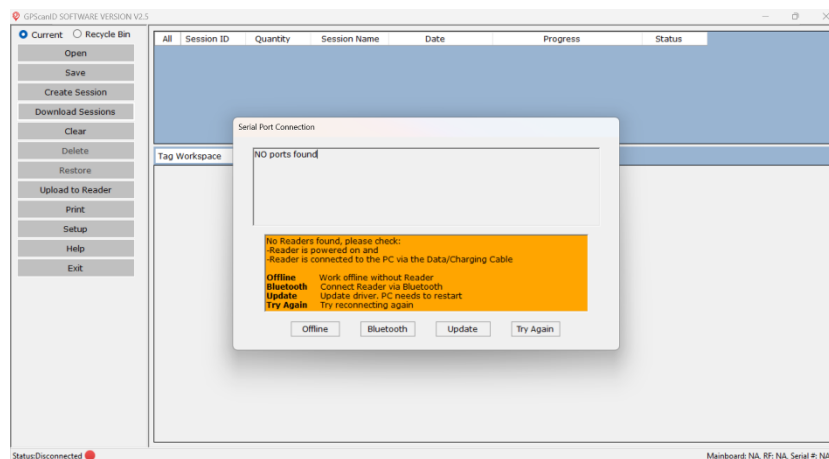 GPScanID SOFTWARE VERSION V2.5
Current Recycle Bin
Open
Save
Create Session
Download Sessions
Clear
Delete
Restore
Upload to Reader
Print
Setup
Help
Exit
All Session ID Quantity Session Name Date Progress Status
Tag Workspace
Serial Port Connection
NO ports found
No Readers found, please check:
-Reader is powered on and
-Reader is connected to the PC via the Data/Charging Cable
Offline Work offline without Reader
Bluetooth Connect Reader via Bluetooth
Update Update driver. PC needs to restart
Try Again Try reconnecting again
Offline Bluetooth Update Try Again
Status:Disconnected Mainboard: NA, RF: NA, Serial #: NA